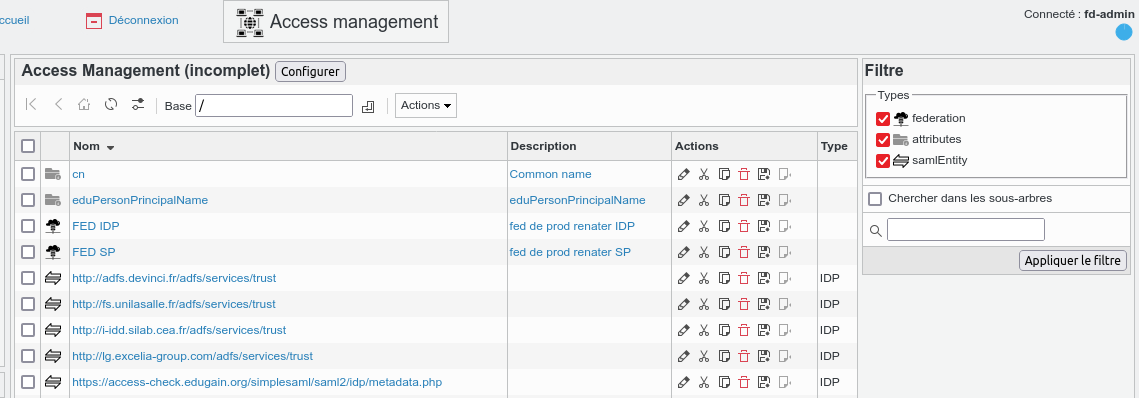 ccueil
Déconnexion
Access management
Connecté : fd-admin
Access Management (incomplet) Configurer
Base / Actions
Nom Description Actions Type
cn Common name
eduPersonPrincipalName eduPersonPrincipalName
FED IDP fed de prod renater IDP
FED SP fed de prod renater SP
http://adfs.devinci.fr/adfs/services/trust IDP
http://fs.unilasalle.fr/adfs/services/trust IDP
http://i-idd.silab.cea.fr/adfs/services/trust IDP
http://lg.excelia-group.com/adfs/services/trust IDP
https://access-check.edugain.org/simplesaml/saml2/idp/metadata.php IDP
Filtre
Types
federation
attributes
samlEntity
Chercher dans les sous-arbres
Appliquer le filtre